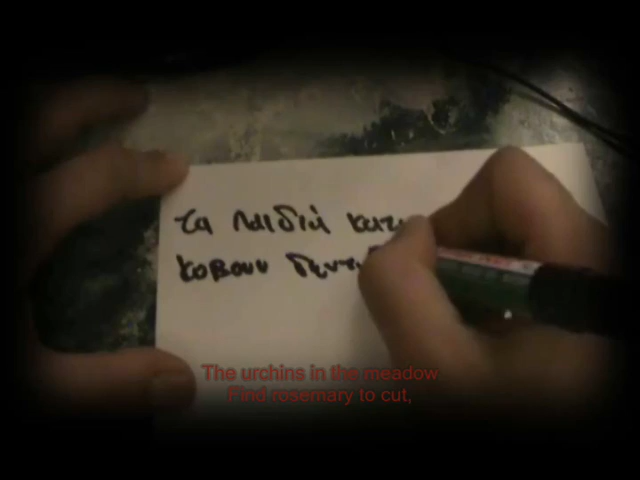 τα παιδιά
κοβουν
The urchins in the meadow
Find rosemary to cut,